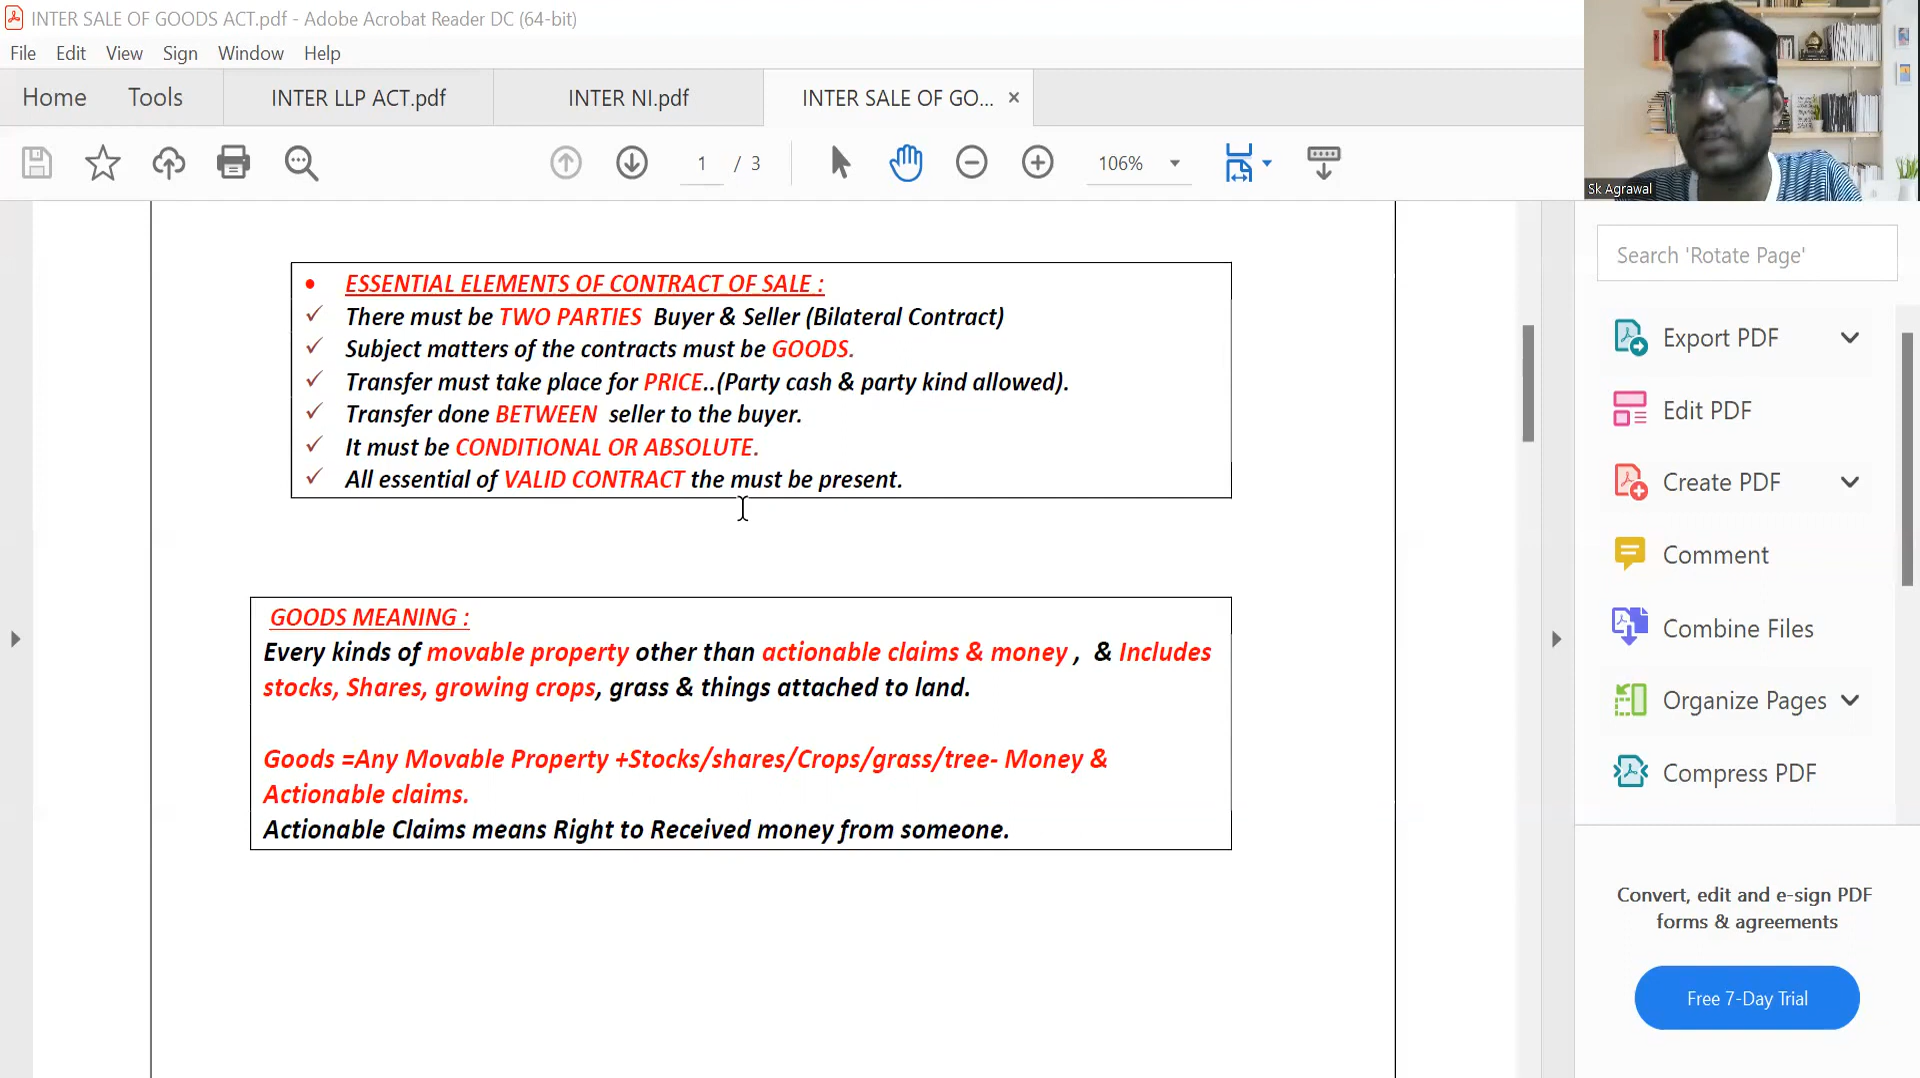 INTER SALE OF GOODS ACT.pdf - Adobe Acrobat Reader DC (64-bit)
File Edit View Sign Window Help
Home Tools INTER LLP ACT.pdf INTER NI.pdf INTER SALE OF GO... ×
1 / 3 106%
Sk Agrawal
Search 'Rotate Page'
• ESSENTIAL ELEMENTS OF CONTRACT OF SALE :
✓ There must be TWO PARTIES Buyer & Seller (Bilateral Contract)
✓ Subject matters of the contracts must be GOODS.
✓ Transfer must take place for PRICE..(Party cash & party kind allowed).
✓ Transfer done BETWEEN seller to the buyer.
✓ It must be CONDITIONAL OR ABSOLUTE.
✓ All essential of VALID CONTRACT the must be present.
GOODS MEANING :
Every kinds of movable property other than actionable claims & money , & Includes
stocks, Shares, growing crops, grass & things attached to land.
Goods =Any Movable Property +Stocks/shares/Crops/grass/tree- Money &
Actionable claims.
Actionable Claims means Right to Received money from someone.
Export PDF
Edit PDF
Create PDF
Comment
Combine Files
Organize Pages
Compress PDF
Convert, edit and e-sign PDF
forms & agreements
Free 7-Day Trial